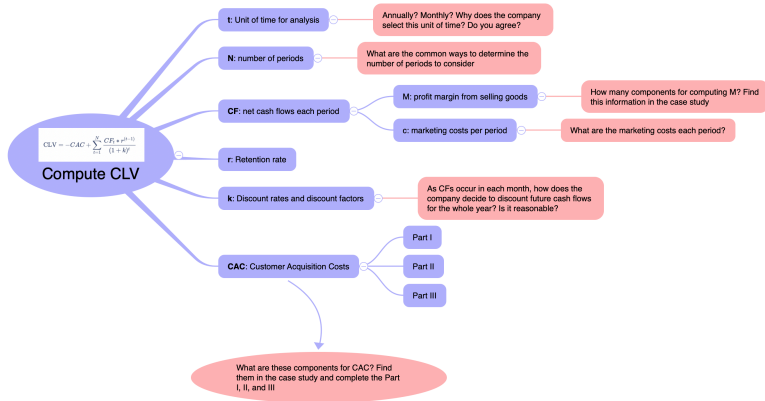 t: Unit of time for analysis
Annually? Monthly? Why does the company
select this unit of time? Do you agree?
N: number of periods
What are the common ways to determine the
number of periods to consider
CF: net cash flows each period
M: profit margin from selling goods
How many components for computing M? Find
this information in the case study
c: marketing costs per period
What are the marketing costs each period?
CLV = −CAC + ∑_{t=1}^{N} CF_t * r^{(t−1)} / (1 + k)^t
Compute CLV
r: Retention rate
k: Discount rates and discount factors
As CFs occur in each month, how does the
company decide to discount future cash flows
for the whole year? Is it reasonable?
CAC: Customer Acquisition Costs
Part I
Part II
Part III
What are these components for CAC? Find
them in the case study and complete the Part
I, II, and III